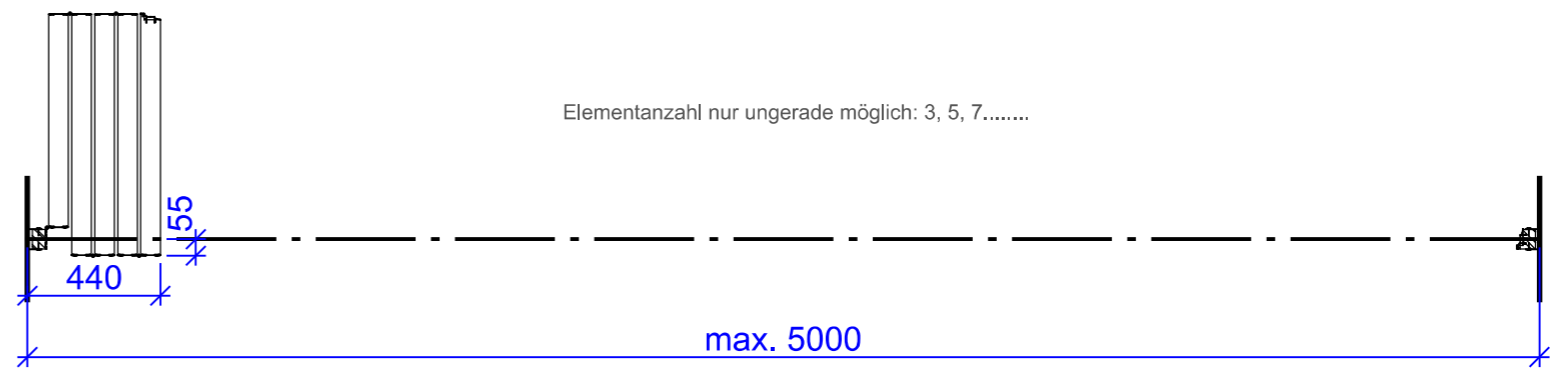 Elementanzahl nur ungerade möglich: 3, 5, 7........
55
440
max. 5000